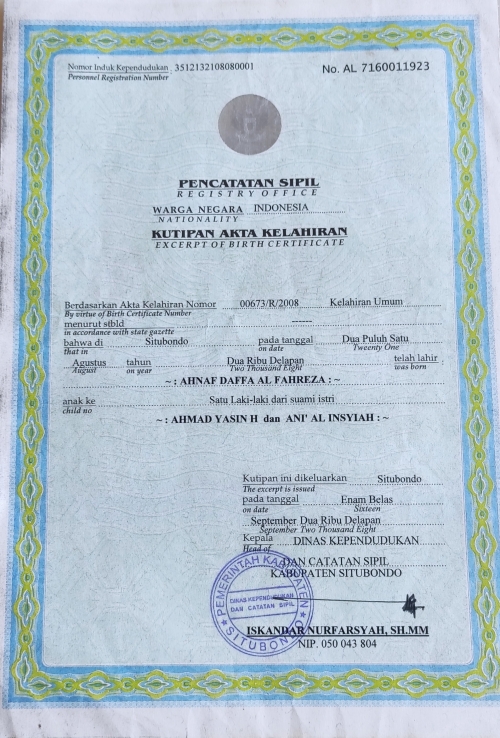 Nomor Induk Kependudukan 3512132108080001 No. AL 7160011923
Personnel Registration Number
PENCATATAN SIPIL
REGISTRY OFFICE
WARGA NEGARA INDONESIA
NATIONALITY
KUTIPAN AKTA KELAHIRAN
EXCERPT OF BIRTH CERTIFICATE
Berdasarkan Akta Kelahiran Nomor 00673/R/2008 Kelahiran Umum
By virtue of Birth Certificate Number
menurut stbld -------
in accordance with state gazette
bahwa di Situbondo pada tanggal Dua Puluh Satu
that in on date Twenty One
Agustus tahun Dua Ribu Delapan telah lahir
August on year Two Thousand Eight was born
~ : AHNAF DAFFA AL FAHREZA : ~
anak ke Satu Laki-laki dari suami istri
child no
~ : AHMAD YASIN H dan ANI' AL INSYIAH : ~
Kutipan ini dikeluarkan Situbondo
The excerpt is issued
pada tanggal Enam Belas
on date Sixteen
September Dua Ribu Delapan
September Two Thousand Eight
Kepala DINAS KEPENDUDUKAN
Head of
DAN CATATAN SIPIL
KABUPATEN SITUBONDO
PEMERINTAH KABUPATEN
DINAS KEPENDUDUKAN
DAN CATATAN SIPIL
SITUBONDO
ISKANDAR NURFARSYAH, SH.MM
NIP. 050 043 804